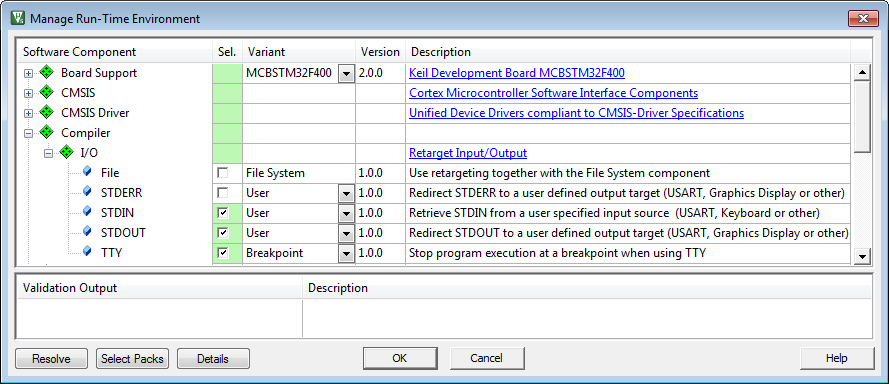 Manage Run-Time Environment
Software Component Sel. Variant Version Description
Board Support MCBSTM32F400 2.0.0 Keil Development Board MCBSTM32F400
CMSIS Cortex Microcontroller Software Interface Components
CMSIS Driver Unified Device Drivers compliant to CMSIS-Driver Specifications
Compiler
I/O Retarget Input/Output
File File System 1.0.0 Use retargeting together with the File System component
STDERR User 1.0.0 Redirect STDERR to a user defined output target (USART, Graphics Display or other)
STDIN User 1.0.0 Retrieve STDIN from a user specified input source (USART, Keyboard or other)
STDOUT User 1.0.0 Redirect STDOUT to a user defined output target (USART, Graphics Display or other)
TTY Breakpoint 1.0.0 Stop program execution at a breakpoint when using TTY
Validation Output Description
Resolve Select Packs Details OK Cancel Help